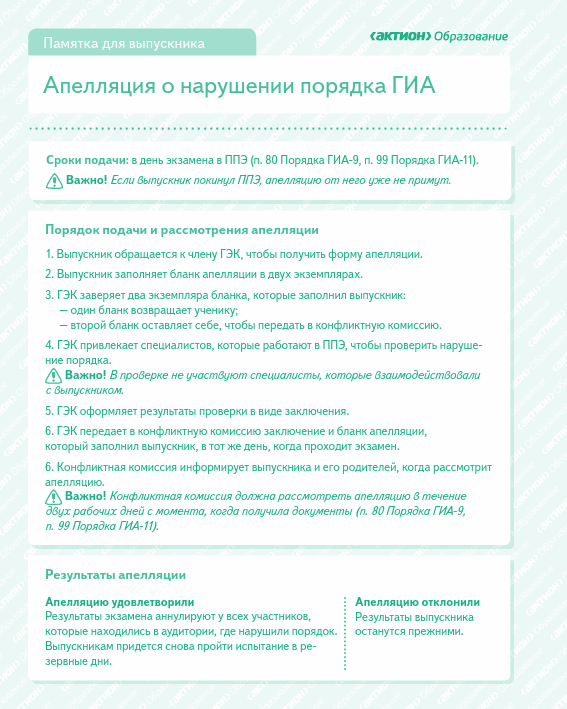 Памятка для выпускника
‹актион› Образование
Апелляция о нарушении порядка ГИА
Сроки подачи: в день экзамена в ППЭ (п. 80 Порядка ГИА-9, п. 99 Порядка ГИА-11).
Важно! Если выпускник покинул ППЭ, апелляцию от него уже не примут.
Порядок подачи и рассмотрения апелляции
1. Выпускник обращается к члену ГЭК, чтобы получить форму апелляции.
2. Выпускник заполняет бланк апелляции в двух экземплярах.
3. ГЭК заверяет два экземпляра бланка, которые заполнил выпускник:
— один бланк возвращает ученику;
— второй бланк оставляет себе, чтобы передать в конфликтную комиссию.
4. ГЭК привлекает специалистов, которые работают в ППЭ, чтобы проверить наруше-
ние порядка.
Важно! В проверке не участвуют специалисты, которые взаимодействовали
с выпускником.
5. ГЭК оформляет результаты проверки в виде заключения.
6. ГЭК передает в конфликтную комиссию заключение и бланк апелляции,
который заполнил выпускник, в тот же день, когда проходит экзамен.
6. Конфликтная комиссия информирует выпускника и его родителей, когда рассмотрит
апелляцию.
Важно! Конфликтная комиссия должна рассмотреть апелляцию в течение
двух рабочих дней с момента, когда получила документы (п. 80 Порядка ГИА-9,
п. 99 Порядка ГИА-11).
Результаты апелляции
Апелляцию удовлетворили
Результаты экзамена аннулируют у всех участников,
которые находились в аудитории, где нарушили порядок.
Выпускникам придется снова пройти испытание в ре-
зервные дни.
Апелляцию отклонили
Результаты выпускника
останутся прежними.